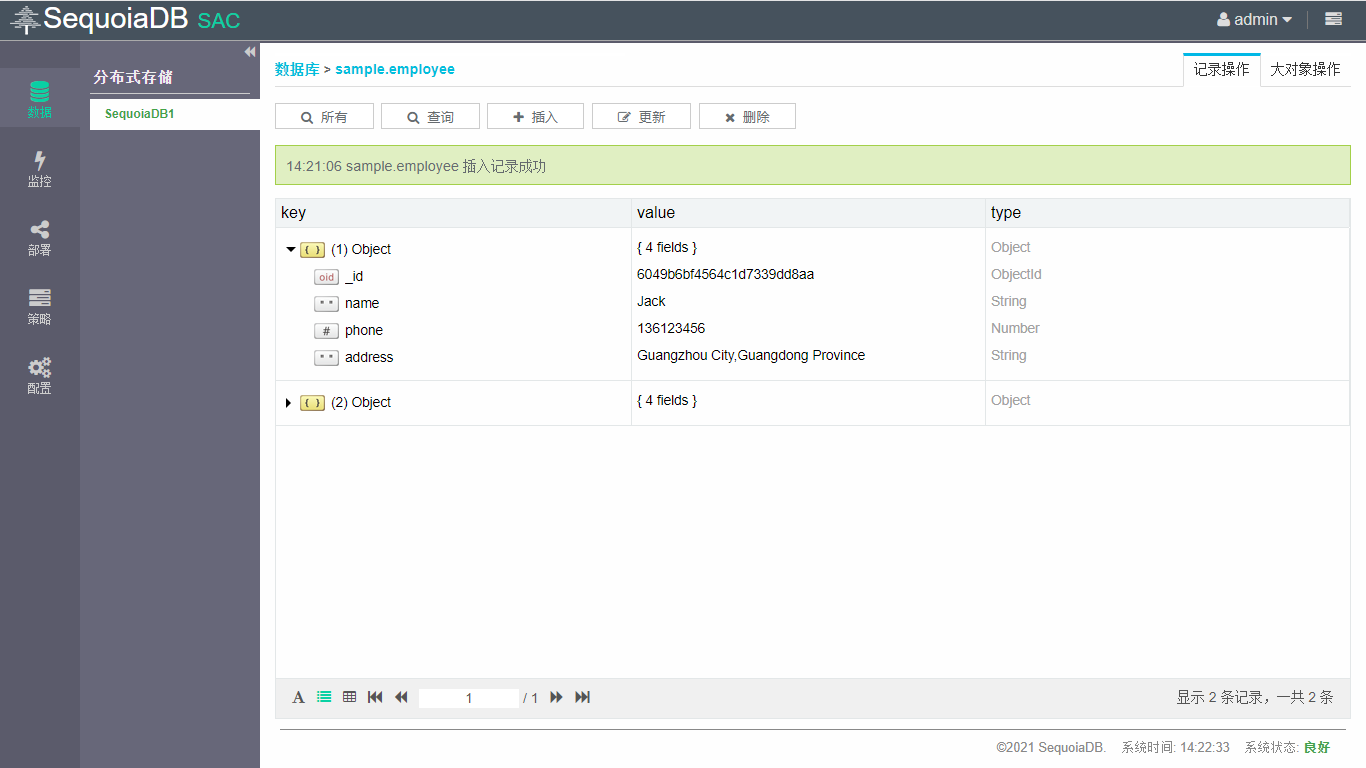 SequoiaDB SAC
admin
分布式存储
SequoiaDB1
数据
监控
部署
策略
配置
数据库 > sample.employee
记录操作
大对象操作
所有
查询
插入
更新
删除
14:21:06 sample.employee 插入记录成功
key value type
{ } (1) Object { 4 fields } Object
oid _id 6049b6bf4564c1d7339dd8aa ObjectId
" " name Jack String
# phone 136123456 Number
" " address Guangzhou City,Guangdong Province String
{ } (2) Object { 4 fields } Object
A 1 / 1
显示 2 条记录，一共 2 条
©2021 SequoiaDB. 系统时间: 14:22:33 系统状态: 良好